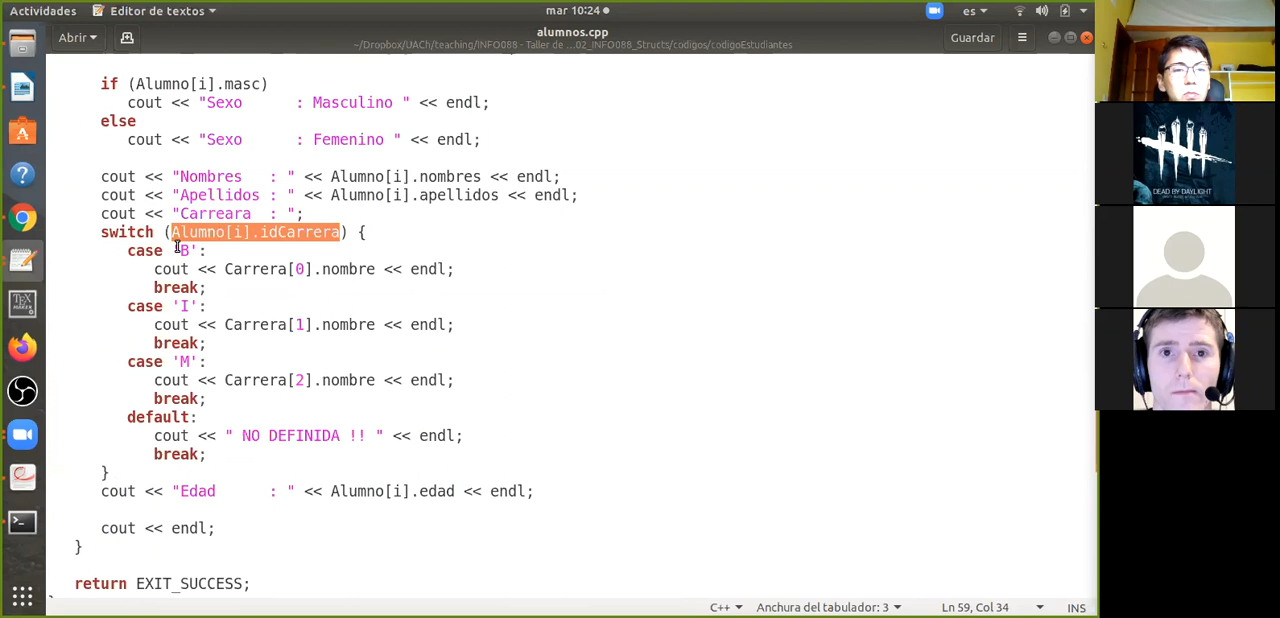 Actividades Editor de textos mar 10:24 es
Abrir alumnos.cpp Guardar
~/Dropbox/UACh/teaching/INFO088 - Taller de ...02_INFO088_Structs/codigos/codigoEstudiantes
if (Alumno[i].masc)
cout << "Sexo      : Masculino " << endl;
else
cout << "Sexo      : Femenino " << endl;
cout << "Nombres   : " << Alumno[i].nombres << endl;
cout << "Apellidos : " << Alumno[i].apellidos << endl;
cout << "Carreara  : ";
switch (Alumno[i].idCarrera) {
case 'B':
cout << Carrera[0].nombre << endl;
break;
case 'I':
cout << Carrera[1].nombre << endl;
break;
case 'M':
cout << Carrera[2].nombre << endl;
break;
default:
cout << " NO DEFINIDA !! " << endl;
break;
}
cout << "Edad      : " << Alumno[i].edad << endl;
cout << endl;
}
return EXIT_SUCCESS;
C++ Anchura del tabulador: 3 Ln 59, Col 34 INS
DEAD BY DAYLIGHT